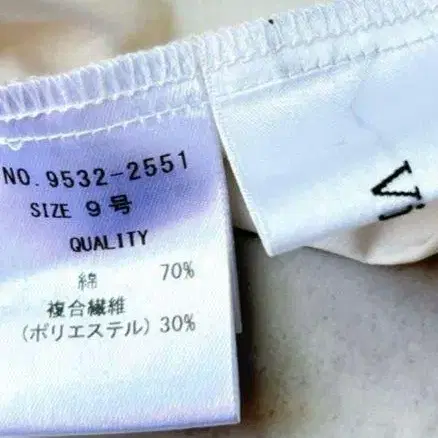 NO. 9532-2551
SIZE 9号
QUALITY
綿 70%
複合繊維
(ポリエステル) 30%
Vi